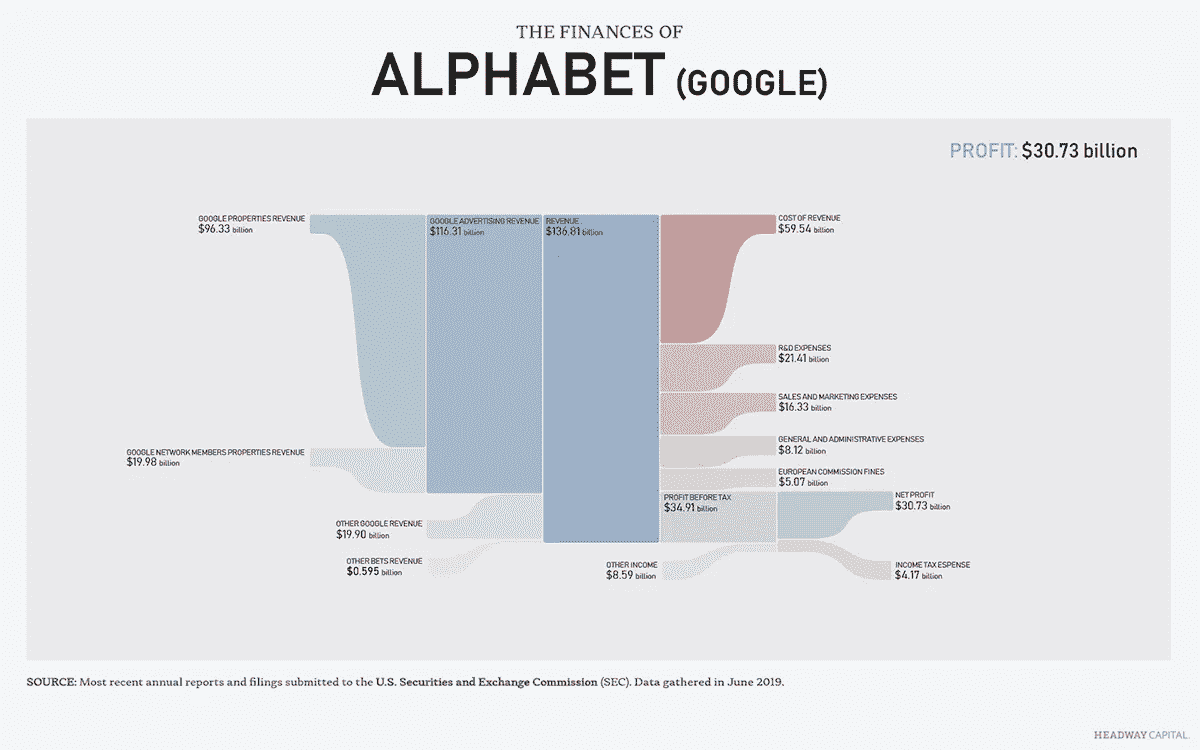 THE FINANCES OF
ALPHABET (GOOGLE)
PROFIT: $30.73 billion
GOOGLE PROPERTIES REVENUE
$96.33 billion
GOOGLE ADVERTISING REVENUE
$116.31 billion
REVENUE
$136.81 billion
COST OF REVENUE
$59.54 billion
R&D EXPENSES
$21.41 billion
SALES AND MARKETING EXPENSES
$16.33 billion
GENERAL AND ADMINISTRATIVE EXPENSES
$8.12 billion
GOOGLE NETWORK MEMBERS PROPERTIES REVENUE
$19.98 billion
EUROPEAN COMMISSION FINES
$5.07 billion
PROFIT BEFORE TAX
$34.91 billion
NET PROFIT
$30.73 billion
OTHER GOOGLE REVENUE
$19.90 billion
OTHER BETS REVENUE
$0.595 billion
OTHER INCOME
$8.59 billion
INCOME TAX ESPENSE
$4.17 billion
SOURCE: Most recent annual reports and filings submitted to the U.S. Securities and Exchange Commission (SEC). Data gathered in June 2019.
HEADWAY CAPITAL.